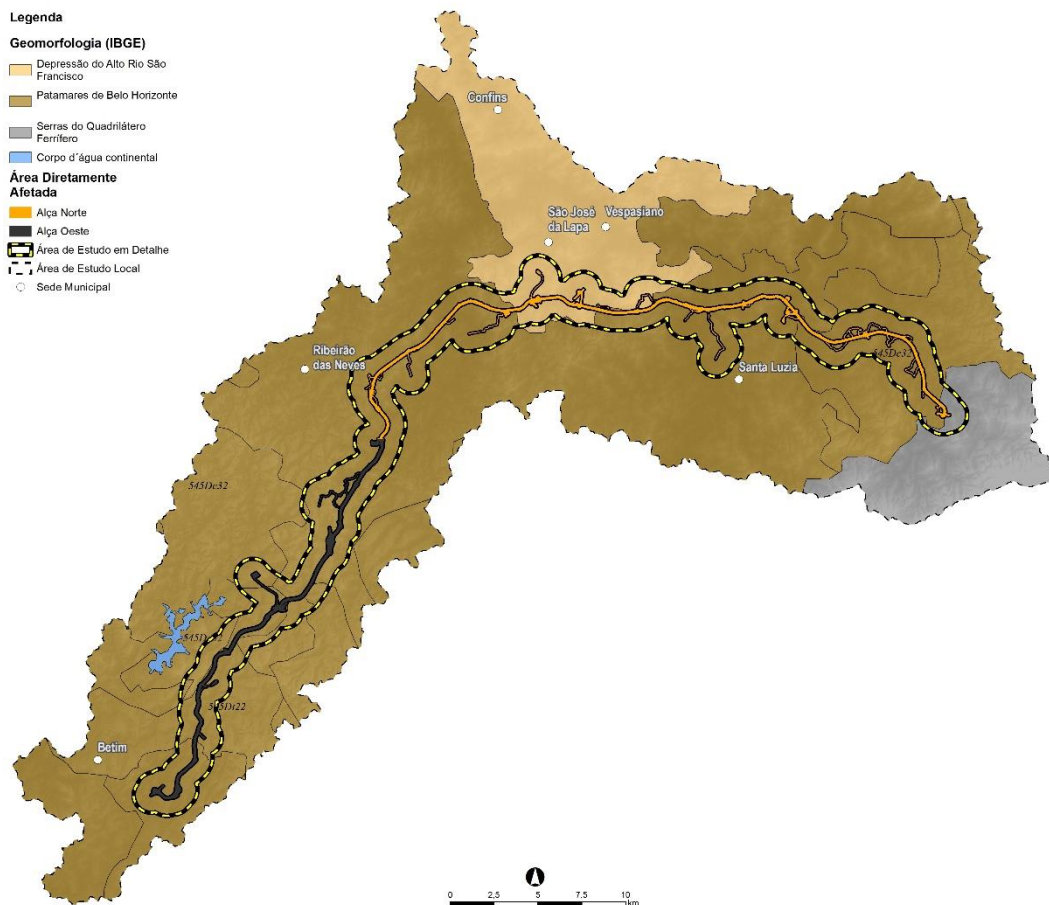 Legenda
Geomorfologia (IBGE)
Depressão do Alto Rio São
Francisco
Patamares de Belo Horizonte
Serras do Quadrilátero
Ferrífero
Corpo d´água continental
Área Diretamente
Afetada
Alça Norte
Alça Oeste
Área de Estudo em Detalhe
Área de Estudo Local
Sede Municipal
Confins
São José
da Lapa
Vespasiano
Ribeirão
das Neves
Santa Luzia
545Dc32
545Dc32
Betim
0 2,5 5 7,5 10
km